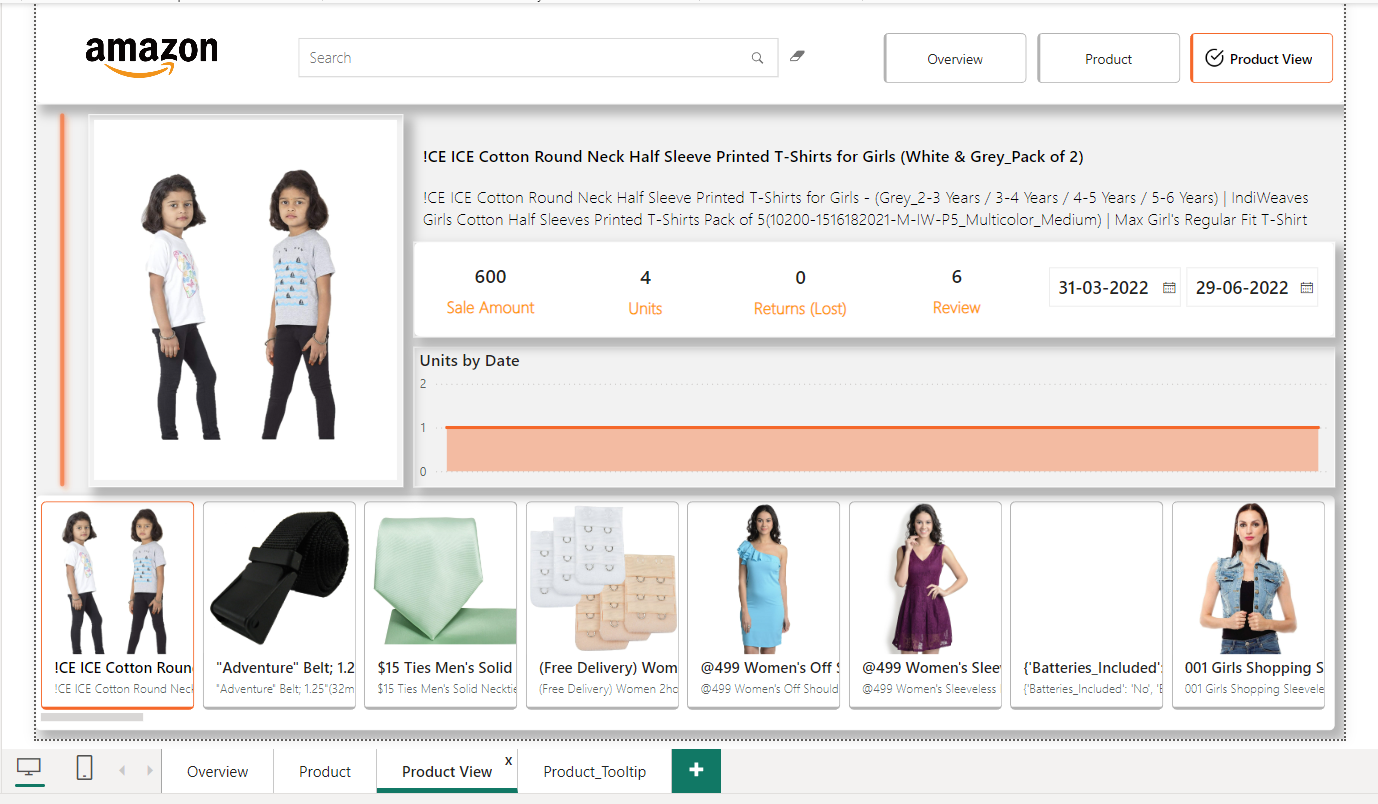 amazon
Search
Overview
Product
Product View
!CE ICE Cotton Round Neck Half Sleeve Printed T-Shirts for Girls (White & Grey_Pack of 2)
!CE ICE Cotton Round Neck Half Sleeve Printed T-Shirts for Girls - (Grey_2-3 Years / 3-4 Years / 4-5 Years / 5-6 Years) | IndiWeaves
Girls Cotton Half Sleeves Printed T-Shirts Pack of 5(10200-1516182021-M-IW-P5_Multicolor_Medium) | Max Girl's Regular Fit T-Shirt
600
4
0
6
31-03-2022
29-06-2022
Sale Amount
Units
Returns (Lost)
Review
Units by Date
2
1
0
!CE ICE Cotton Roun
!CE ICE Cotton Round Neck
"Adventure" Belt; 1.2
"Adventure" Belt; 1.25"(32m
$15 Ties Men's Solid
$15 Ties Men's Solid Necktie
(Free Delivery) Wom
(Free Delivery) Women 2ho
@499 Women's Off S
@499 Women's Off Should
@499 Women's Slee
@499 Women's Sleeveless
{'Batteries_Included':
{'Batteries_Included': 'No', 'B
001 Girls Shopping S
001 Girls Shopping Sleevele
Overview
Product
Product View
x
Product_Tooltip
+